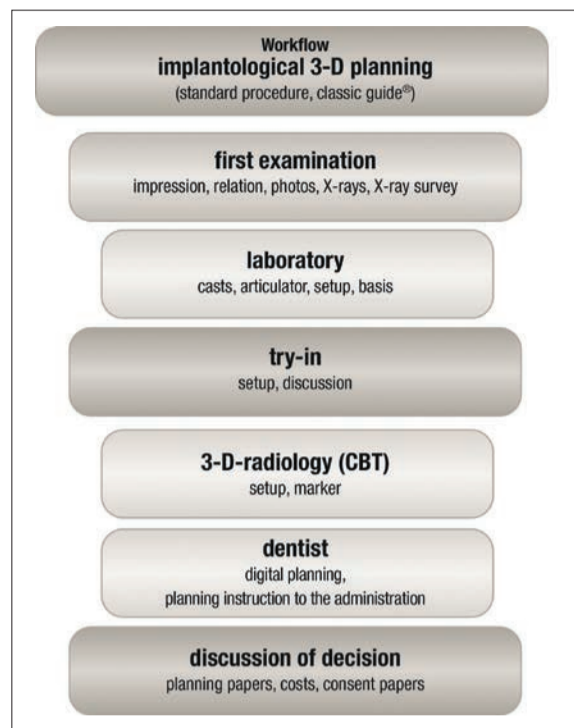 Workflow
implantological 3-D planning
(standard procedure, classic guide®)
first examination
impression, relation, photos, X-rays, X-ray survey
laboratory
casts, articulator, setup, basis
try-in
setup, discussion
3-D-radiology (CBT)
setup, marker
dentist
digital planning,
planning instruction to the administration
discussion of decision
planning papers, costs, consent papers